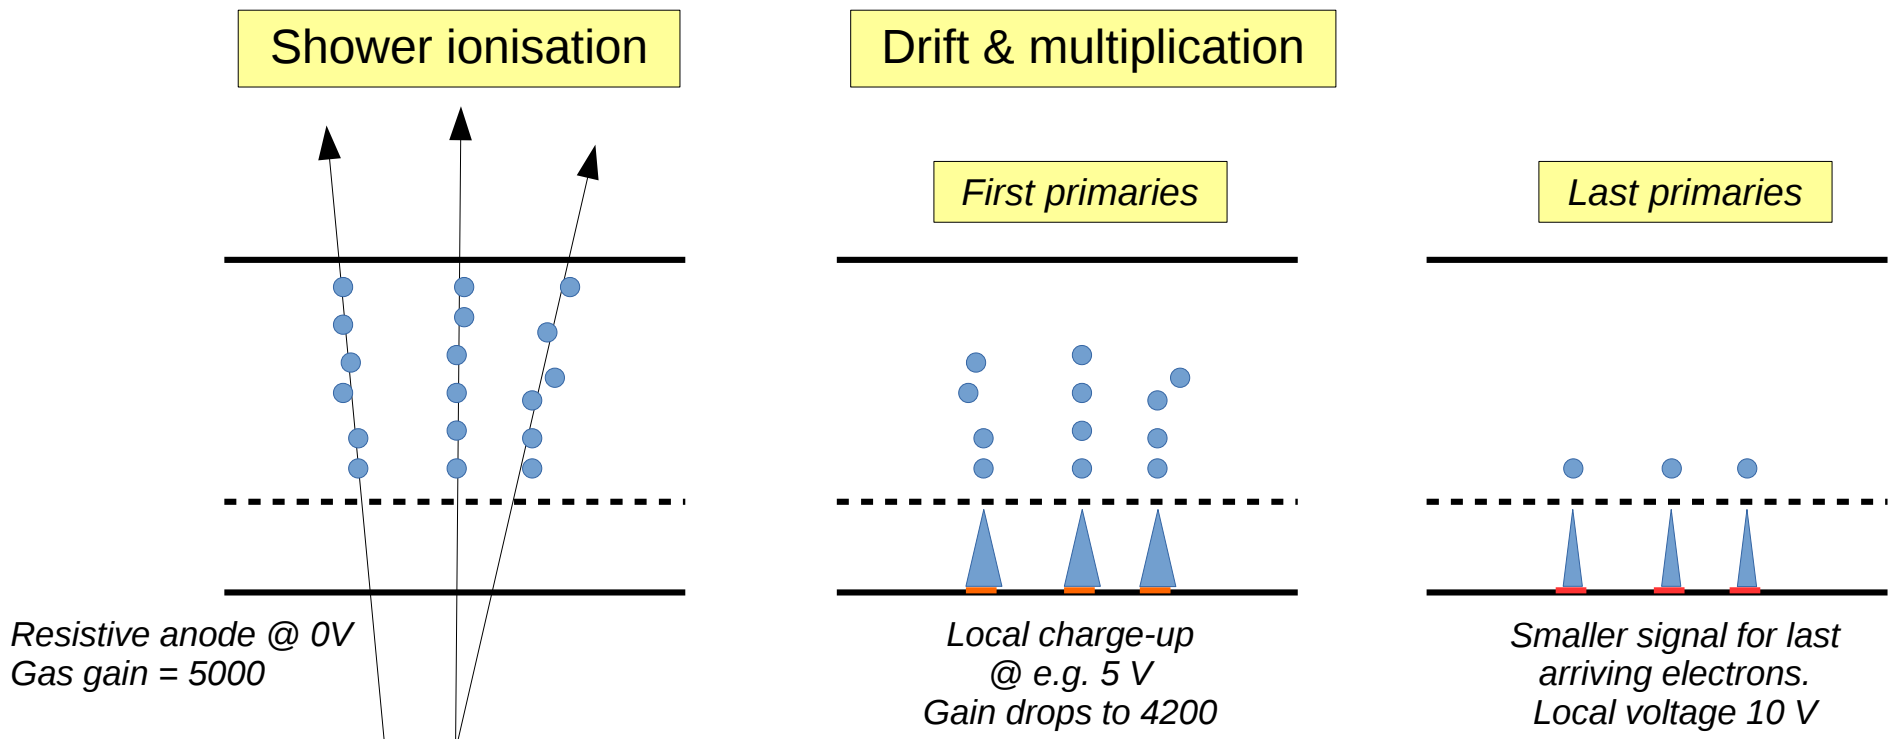 Shower ionisation
Drift & multiplication
First primaries
Last primaries
Resistive anode @ 0V
Gas gain = 5000
Local charge-up
@ e.g. 5 V
Gain drops to 4200
Smaller signal for last
arriving electrons.
Local voltage 10 V